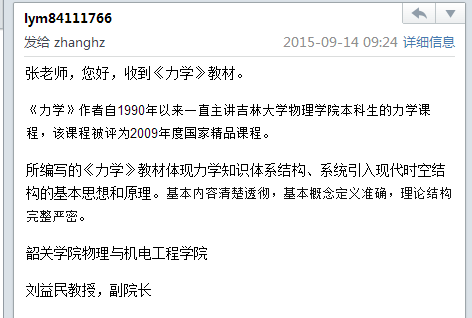 lym84111766
发给 zhanghz 2015-09-14 09:24 详细信息
张老师，您好，收到《力学》教材。
《力学》作者自1990年以来一直主讲吉林大学物理学院本科生的力学课
程，该课程被评为2009年度国家精品课程。
所编写的《力学》教材体现力学知识体系结构、系统引入现代时空结
构的基本思想和原理。基本内容清楚透彻，基本概念定义准确，理论结构
完整严密。
韶关学院物理与机电工程学院
刘益民教授，副院长